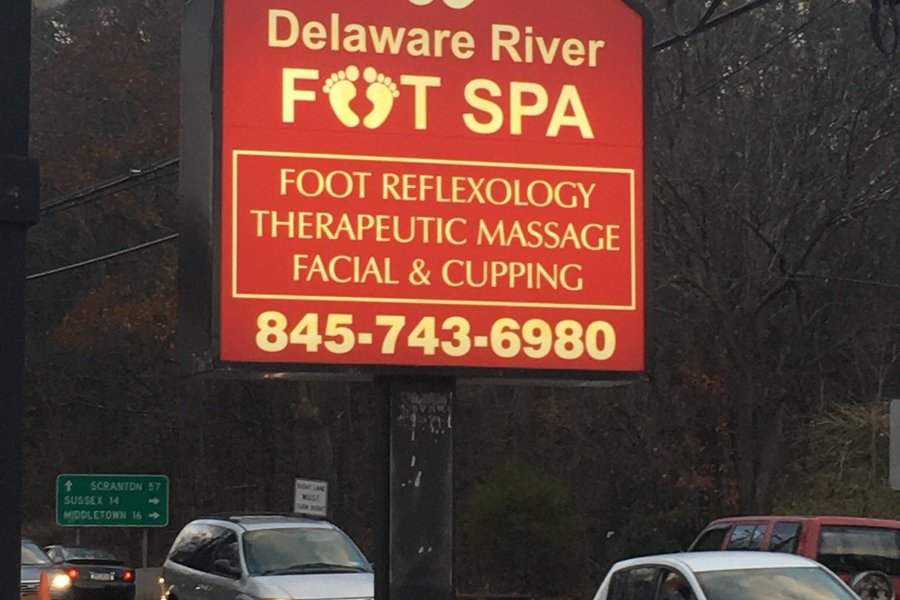 Delaware River
FOOT SPA
FOOT REFLEXOLOGY
THERAPEUTIC MASSAGE
FACIAL & CUPPING
845-743-6980
SCRANTON 57
SUSSEX 14
MIDDLETOWN 16
RIGHT LANE
MUST
TURN RIGHT